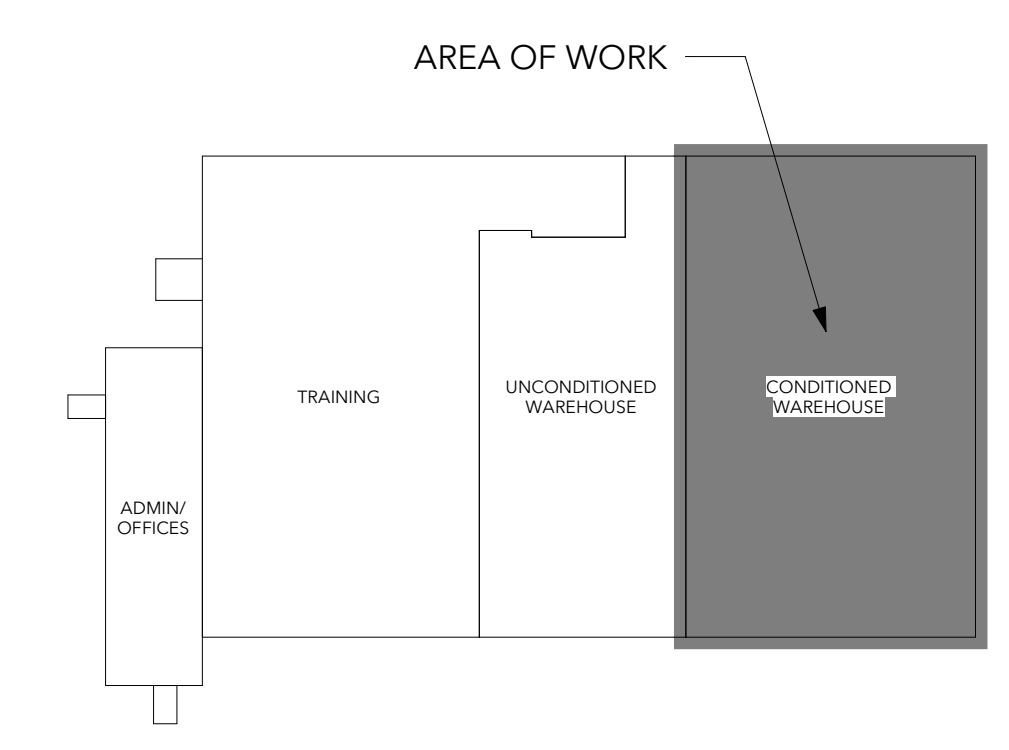 AREA OF WORK
TRAINING
UNCONDITIONED
WAREHOUSE
CONDITIONED
WAREHOUSE
ADMIN/
OFFICES